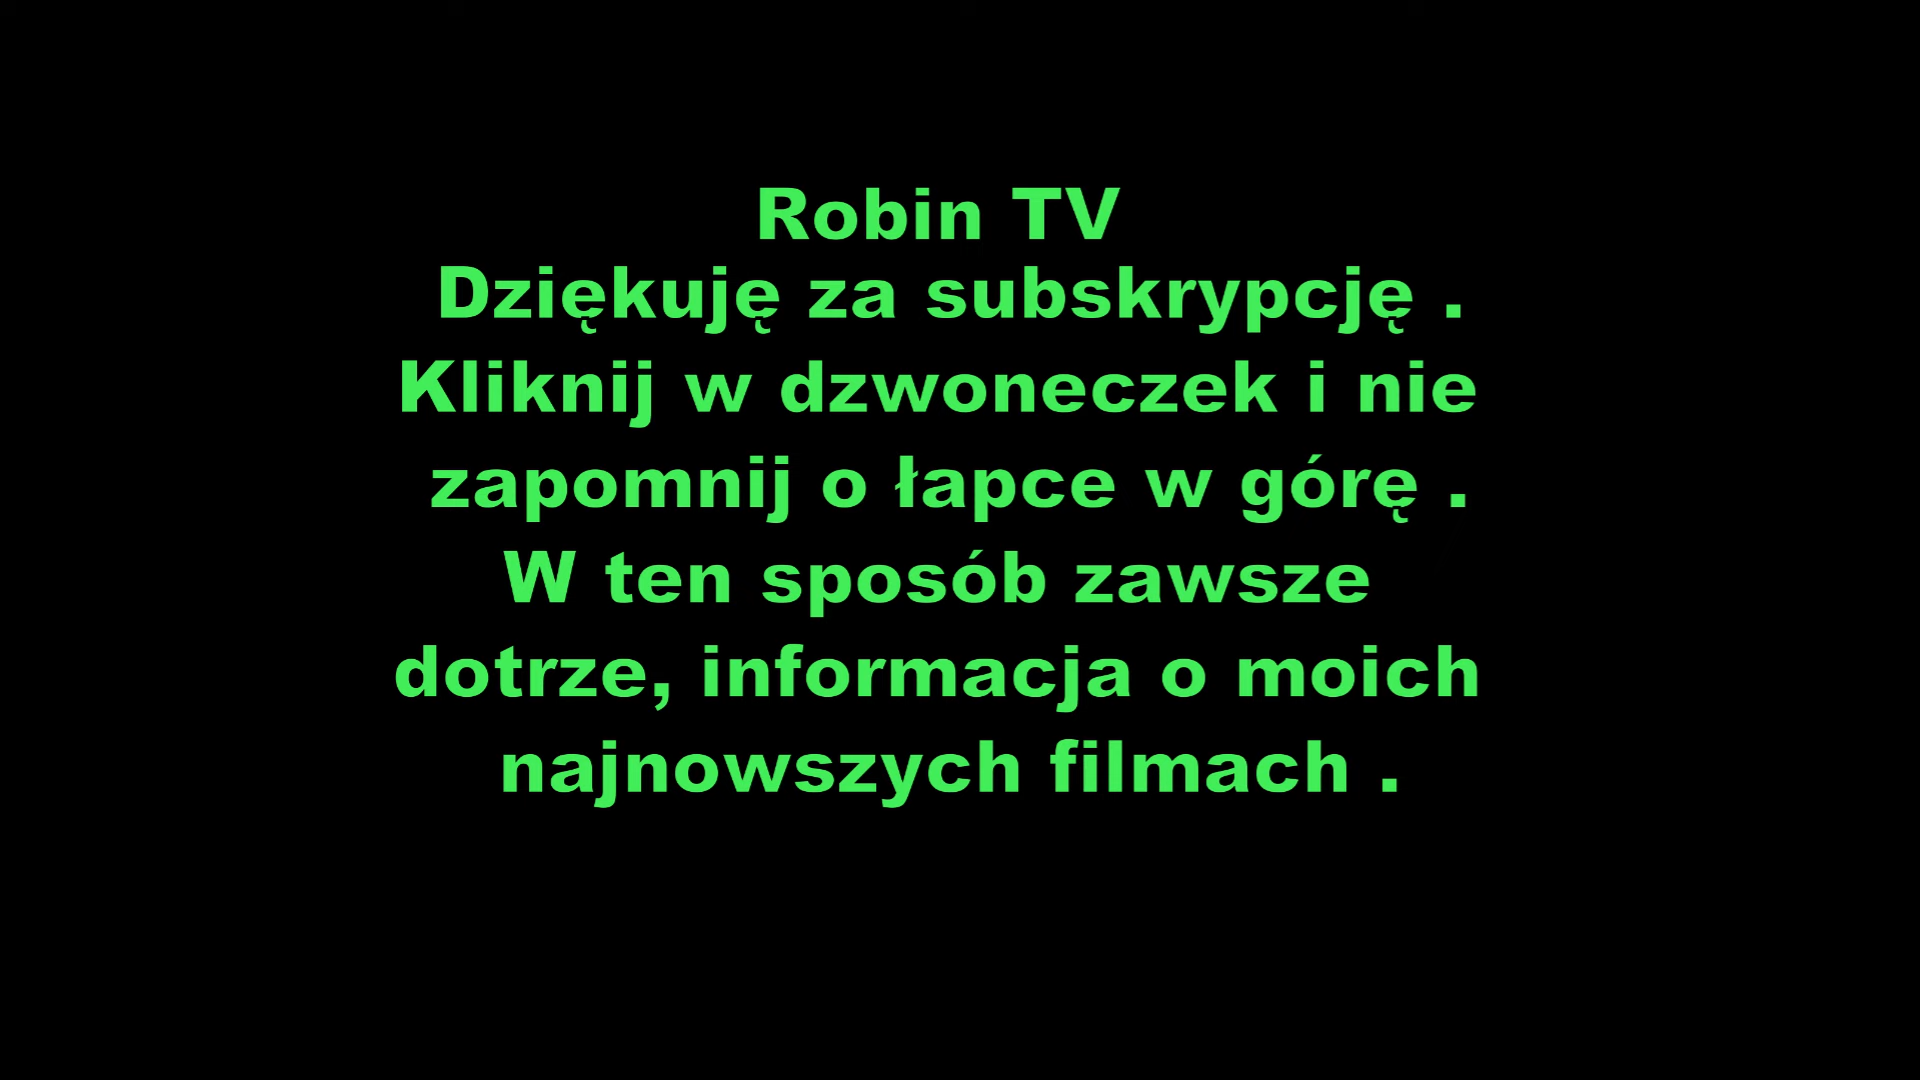 Robin TV
Dziękuję za subskrypcję .
Kliknij w dzwoneczek i nie
zapomnij o łapce w górę .
W ten sposób zawsze
dotrze, informacja o moich
najnowszych filmach .